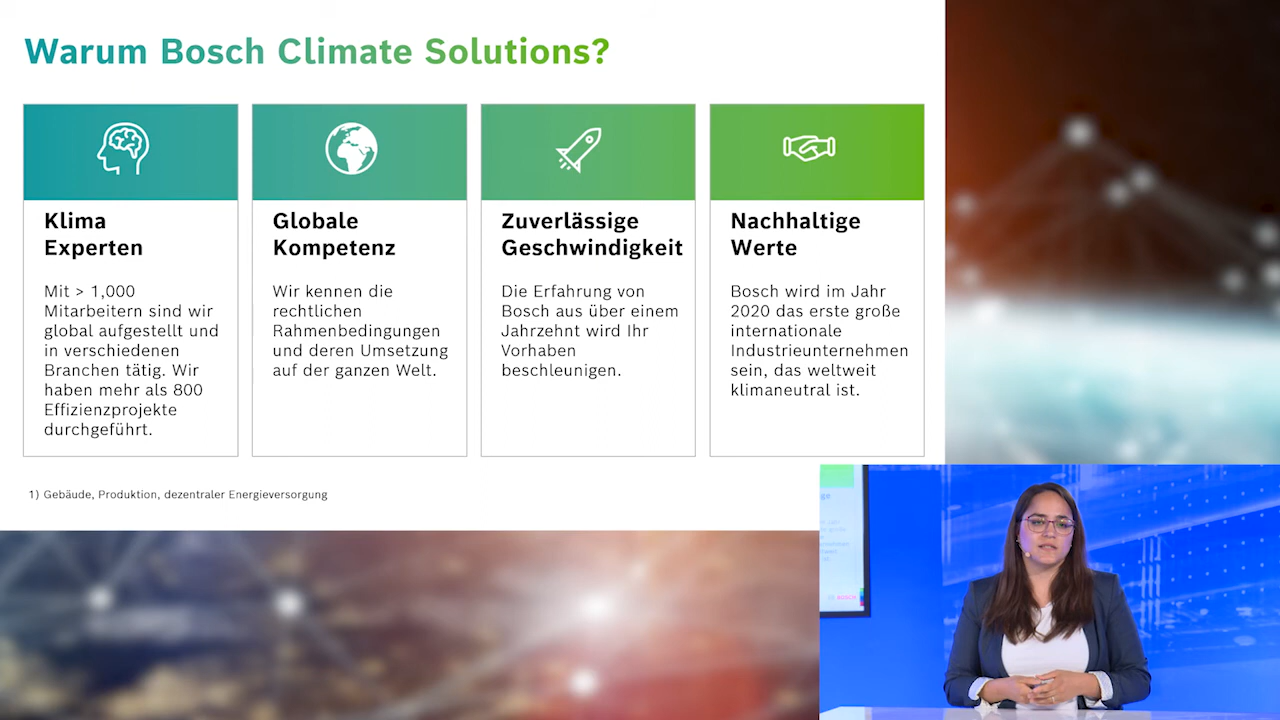 Warum Bosch Climate Solutions?
Klima
Experten
Mit > 1,000
Mitarbeitern sind wir
global aufgestellt und
in verschiedenen
Branchen tätig. Wir
haben mehr als 800
Effizienzprojekte
durchgeführt.
Globale
Kompetenz
Wir kennen die
rechtlichen
Rahmenbedingungen
und deren Umsetzung
auf der ganzen Welt.
Zuverlässige
Geschwindigkeit
Die Erfahrung von
Bosch aus über einem
Jahrzehnt wird Ihr
Vorhaben
beschleunigen.
Nachhaltige
Werte
Bosch wird im Jahr
2020 das erste große
internationale
Industrieunternehmen
sein, das weltweit
klimaneutral ist.
1) Gebäude, Produktion, dezentraler Energieversorgung
BOSCH